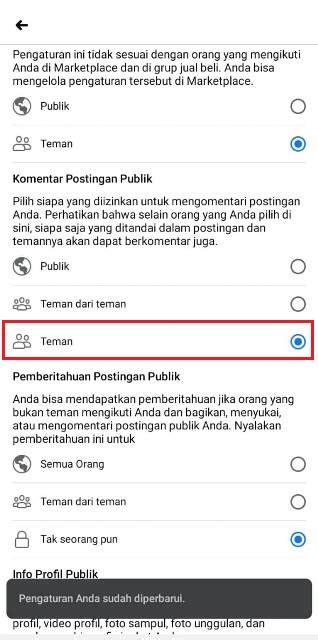 Pengaturan ini tidak sesuai dengan orang yang mengikuti
Anda di Marketplace dan di grup jual beli. Anda bisa
mengelola pengaturan tersebut di Marketplace.
Publik
Teman
Komentar Postingan Publik
Pilih siapa yang diizinkan untuk mengomentari postingan
Anda. Perhatikan bahwa selain orang yang Anda pilih di
sini, siapa saja yang ditandai dalam postingan dan
temannya akan dapat berkomentar juga.
Publik
Teman dari teman
Teman
Pemberitahuan Postingan Publik
Anda bisa mendapatkan pemberitahuan jika orang yang
bukan teman mengikuti Anda dan bagikan, menyukai,
atau mengomentari postingan publik Anda. Nyalakan
pemberitahuan ini untuk
Semua Orang
Teman dari teman
Tak seorang pun
Info Profil Publik
Pengaturan Anda sudah diperbarui.
profil, video profil, foto sampul, foto unggulan, dan